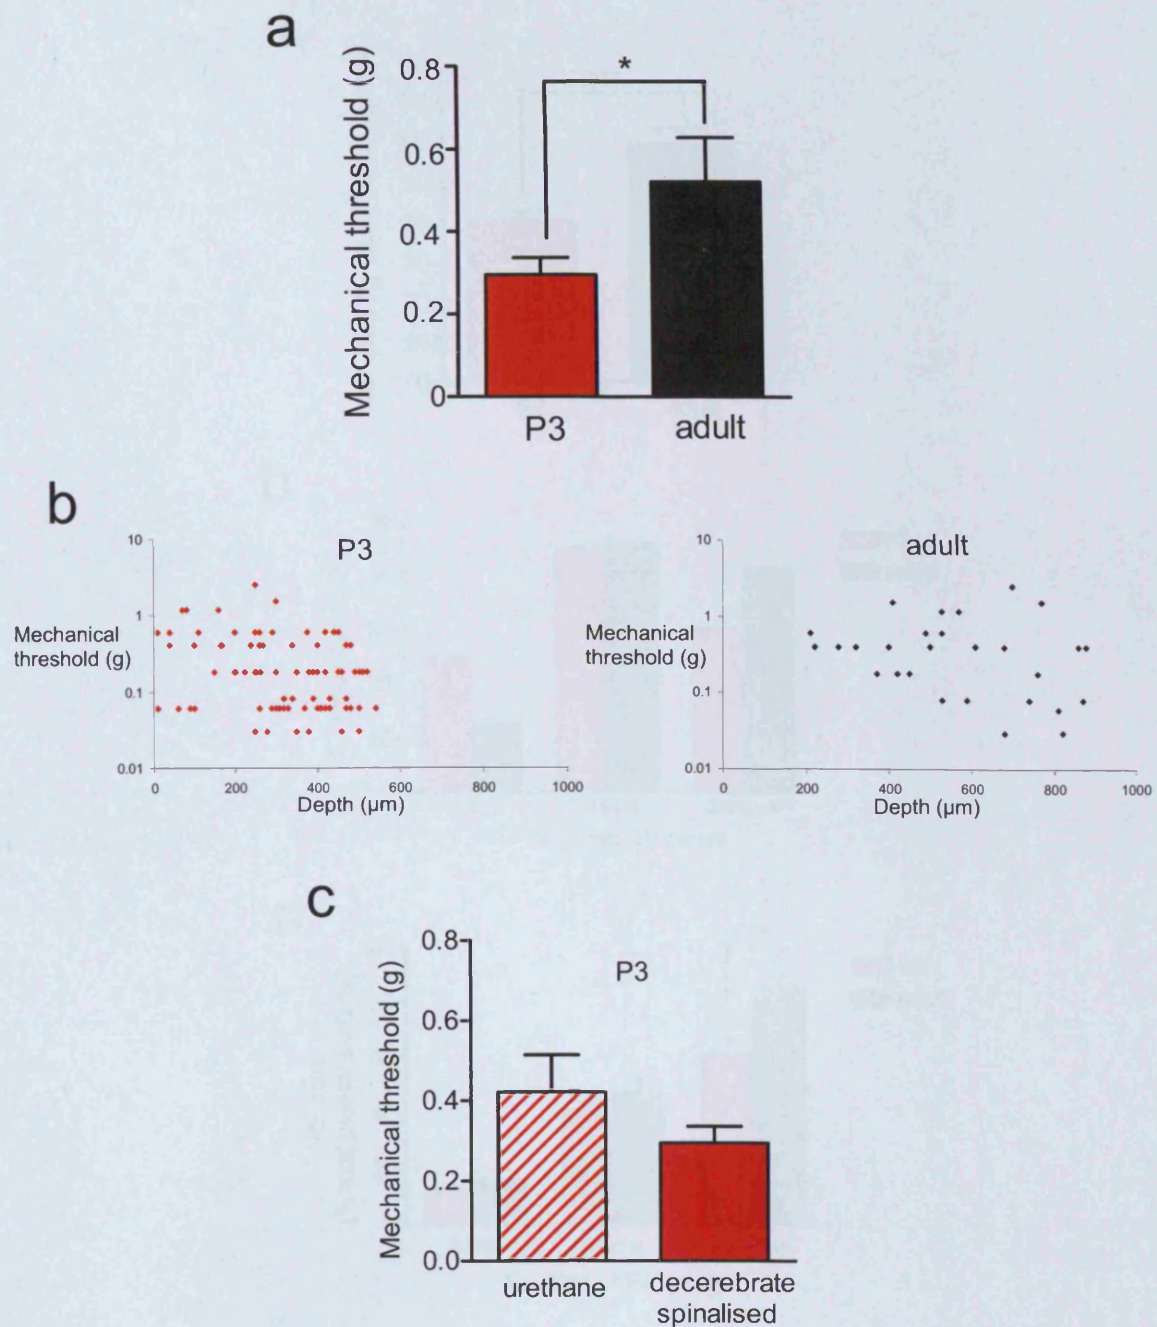 a
Mechanical threshold (g)
0.8
0.6
0.4
0.2
0
*
P3
adult
b
P3
Mechanical
threshold (g)
10
1
0.1
0.01
0
200
400
600
800
1000
Depth (µm)
adult
Mechanical
threshold (g)
10
1
0.1
0.01
0
200
400
600
800
1000
Depth (µm)
c
P3
Mechanical threshold (g)
0.8
0.6
0.4
0.2
0.0
urethane
decerebrate
spinalised